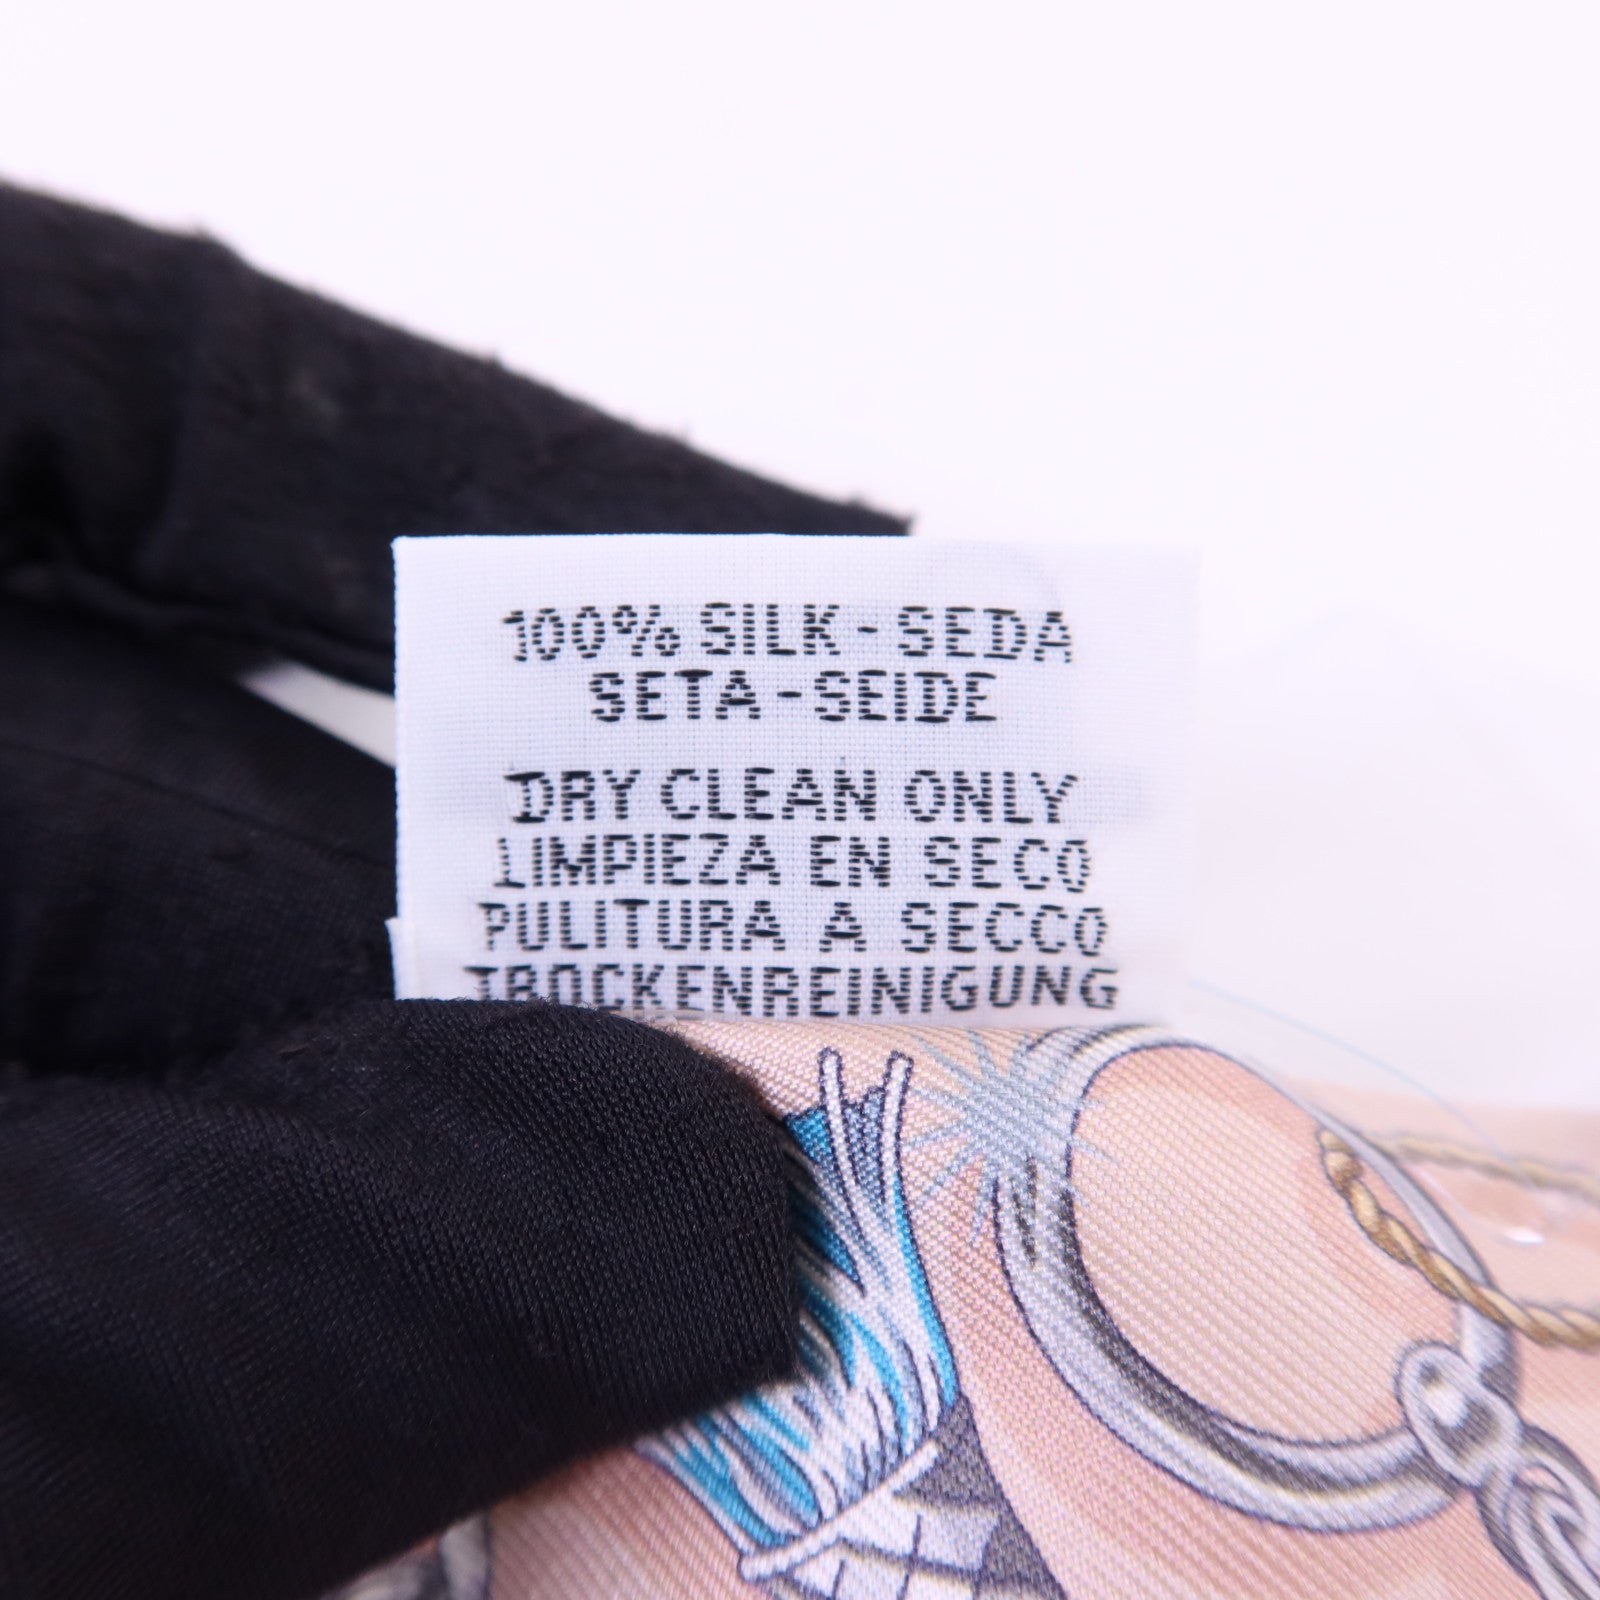 100% SILK - SEDA
SETA - SEIDE
DRY CLEAN ONLY
LIMPIEZA EN SECO
PULITURA A SECCO
TROCKENREINIGUNG